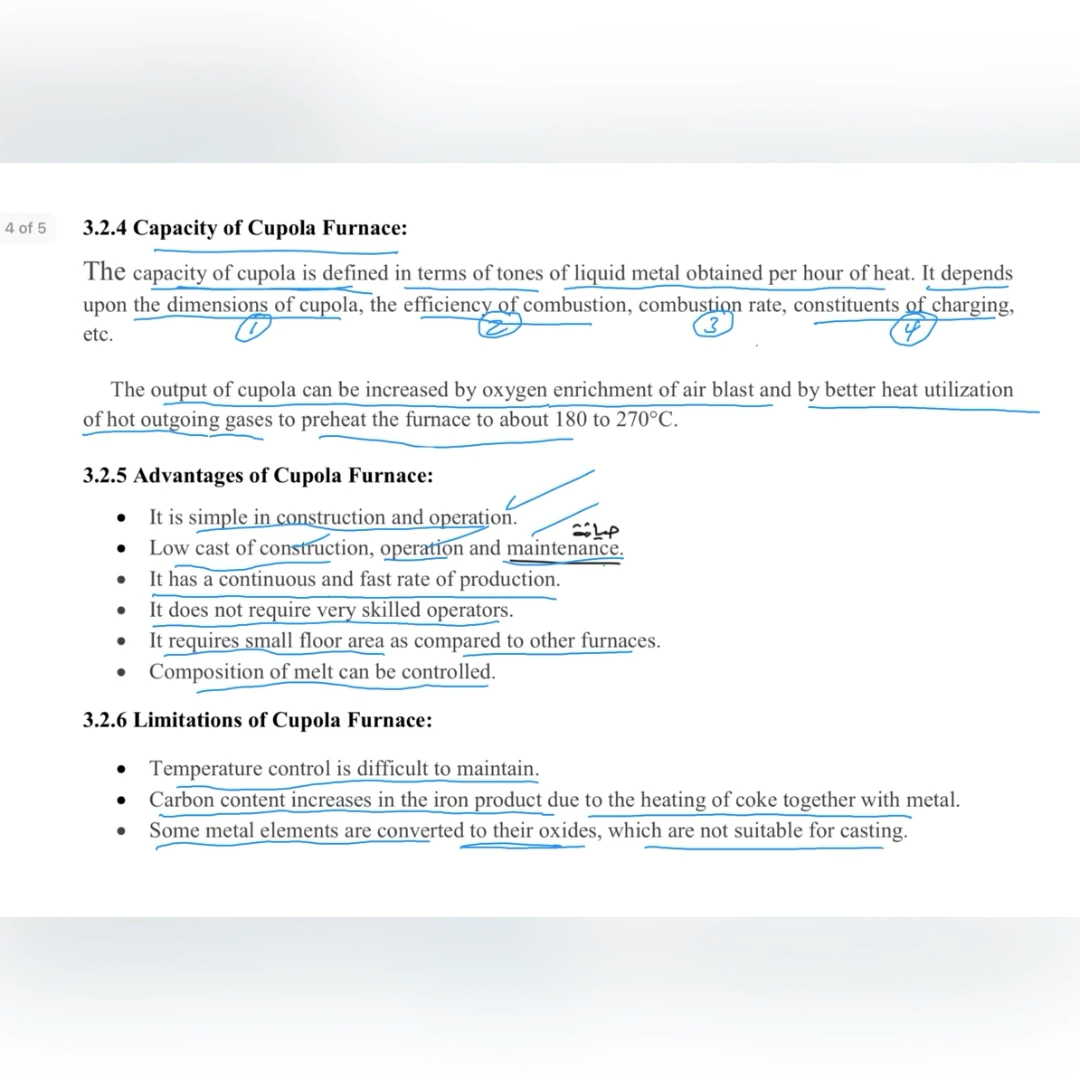 4 of 5
3.2.4 Capacity of Cupola Furnace:
The capacity of cupola is defined in terms of tones of liquid metal obtained per hour of heat. It depends
upon the dimensions of cupola, the efficiency of combustion, combustion rate, constituents of charging,
1 2 3 4
etc.
The output of cupola can be increased by oxygen enrichment of air blast and by better heat utilization
of hot outgoing gases to preheat the furnace to about 180 to 270°C.
3.2.5 Advantages of Cupola Furnace:
• It is simple in construction and operation.
صيانة
• Low cast of construction, operation and maintenance.
• It has a continuous and fast rate of production.
• It does not require very skilled operators.
• It requires small floor area as compared to other furnaces.
• Composition of melt can be controlled.
3.2.6 Limitations of Cupola Furnace:
• Temperature control is difficult to maintain.
• Carbon content increases in the iron product due to the heating of coke together with metal.
• Some metal elements are converted to their oxides, which are not suitable for casting.